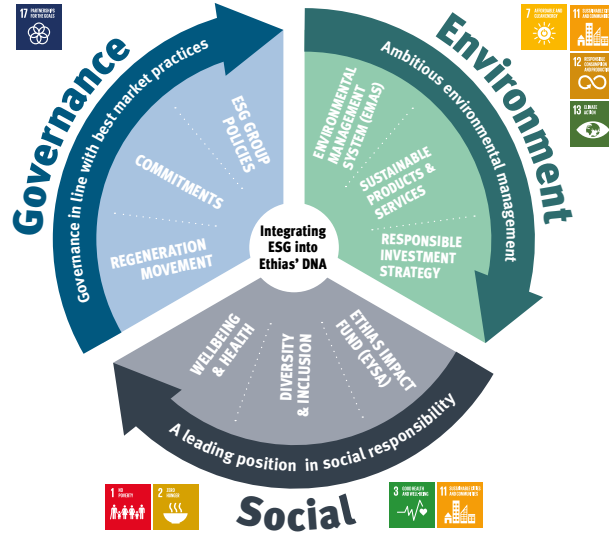 17 PARTNERSHIPS
FOR THE GOALS
Governance
Governance in line with best market practices
ESG GROUP
POLICIES
COMMITMENTS
REGENERATION
MOVEMENT
7 AFFORDABLE AND
CLEAN ENERGY
11 SUSTAINABLE CITIES
AND COMMUNITIES
12 RESPONSIBLE
CONSUMPTION
AND PRODUCTION
13 CLIMATE
ACTION
Environment
Ambitious environmental management
ENVIRONMENTAL
MANAGEMENT
SYSTEM (EMAS)
SUSTAINABLE
PRODUCTS &
SERVICES
RESPONSIBLE
INVESTMENT
STRATEGY
Integrating
ESG into
Ethias' DNA
WELLBEING
& HEALTH
DIVERSITY
& INCLUSION
ETHIAS IMPACT
FUND (EYSA)
A leading position in social responsibility
Social
1 NO
POVERTY
2 ZERO
HUNGER
3 GOOD HEALTH
AND WELL-BEING
11 SUSTAINABLE CITIES
AND COMMUNITIES